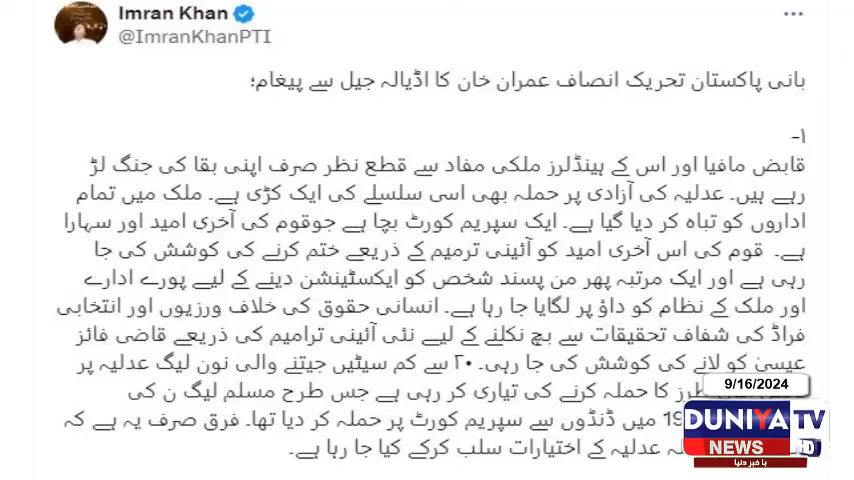 Imran Khan
@ImranKhanPTI
بانی پاکستان تحریک انصاف عمران خان کا اڈیالہ جیل سے پیغام؛
۱-
قابض مافیا اور اس کے ہینڈلرز ملکی مفاد سے قطع نظر صرف اپنی بقا کی جنگ لڑ
رہے ہیں۔ عدلیہ کی آزادی پر حملہ بھی اسی سلسلے کی ایک کڑی ہے۔ ملک میں تمام
اداروں کو تباہ کر دیا گیا ہے۔ ایک سپریم کورٹ بچا ہے جوقوم کی آخری امید اور سہارا
ہے۔ قوم کی اس آخری امید کو آئینی ترمیم کے ذریعے ختم کرنے کی کوشش کی جا
رہی ہے اور ایک مرتبہ پھر من پسند شخص کو ایکسٹینشن دینے کے لیے پورے ادارے
اور ملک کے نظام کو داؤ پر لگایا جا رہا ہے۔ انسانی حقوق کی خلاف ورزیوں اور انتخابی
فراڈ کی شفاف تحقیقات سے بچ نکلنے کے لیے نئی آئینی ترامیم کی ذریعے قاضی فائز
عیسیٰ کو لانے کی کوشش کی جا رہی۔ ۲۰ سے کم سیٹیں جیتنے والی نون لیگ عدلیہ پر
طرز کا حملہ کرنے کی تیاری کر رہی ہے جس طرح مسلم لیگ ن کی
میں ڈنڈوں سے سپریم کورٹ پر حملہ کر دیا تھا۔ فرق صرف یہ ہے کہ
عدلیہ کے اختیارات سلب کرکے کیا جا رہا ہے۔
9/16/2024
DUNIYA TV
NEWS HD
با خبر دنیا